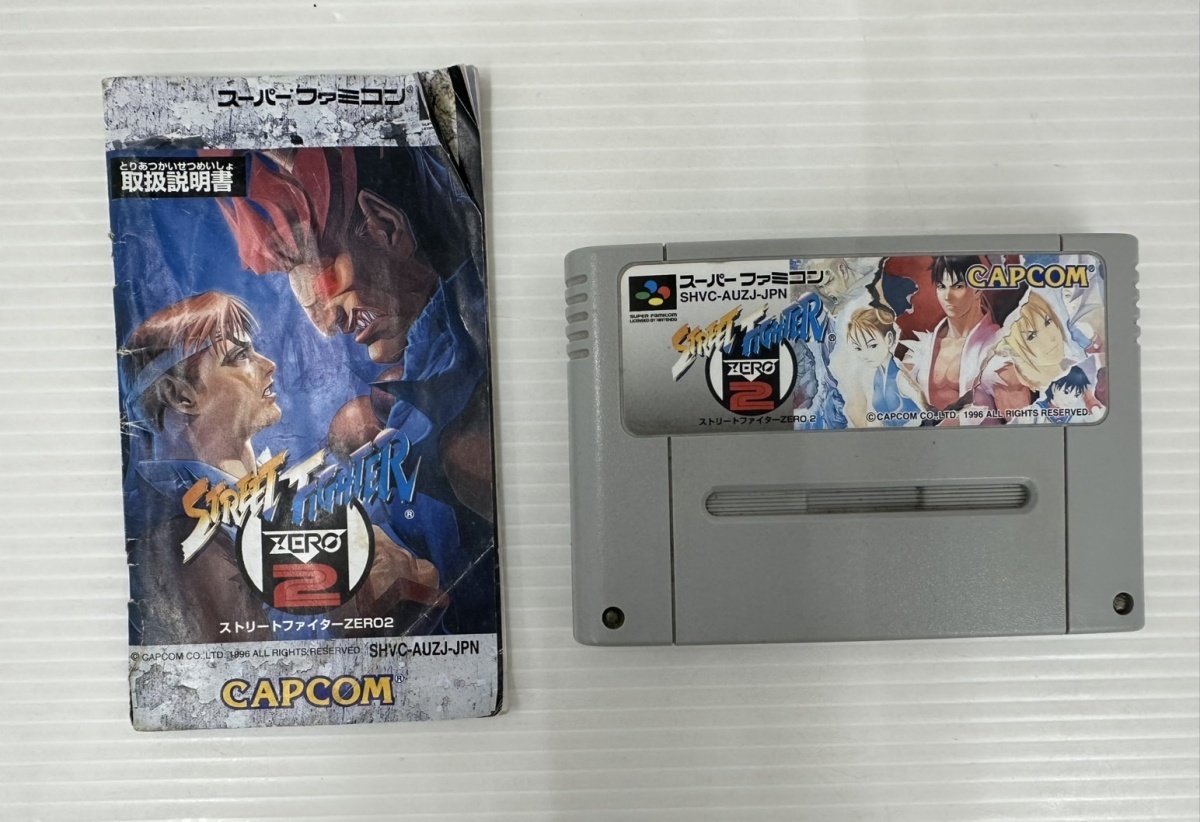 スーパーファミコン
とりあつかいせつめいしょ
取扱説明書
STREET FIGHTER®
ZERO
2
ストリートファイターZERO2
© CAPCOM CO.,LTD. 1996 ALL RIGHTS RESERVED. SHVC-AUZJ-JPN
CAPCOM®
スーパーファミコン®
SHVC-AUZJ-JPN
CAPCOM®
SUPER FAMICOM
LICENSED BY NINTENDO
STREET FIGHTER®
ZERO
2
ストリートファイターZERO 2
© CAPCOM CO., LTD. 1996 ALL RIGHTS RESERVED.